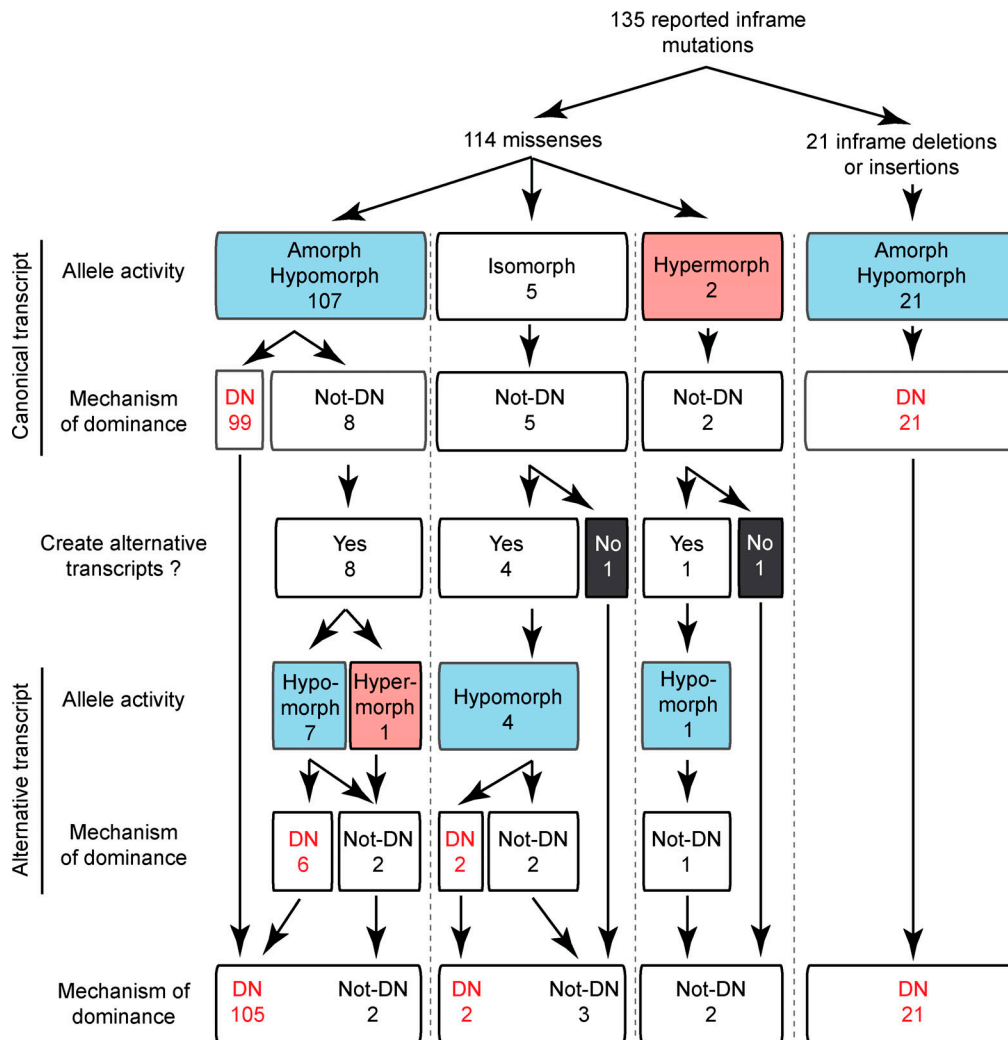 135 reported inframe
mutations
114 missenses
21 inframe deletions
or insertions
Canonical transcript
Allele activity
Amorph
Hypomorph
107
Isomorph
5
Hypermorph
2
Amorph
Hypomorph
21
Mechanism
of dominance
DN
99
Not-DN
8
Not-DN
5
Not-DN
2
DN
21
Create alternative
transcripts ?
Yes
8
Yes
4
No
1
Yes
1
No
1
Alternative transcript
Allele activity
Hypo-
morph
7
Hyper-
morph
1
Hypomorph
4
Hypo-
morph
1
Mechanism
of dominance
DN
6
Not-DN
2
DN
2
Not-DN
2
Not-DN
1
Mechanism of
dominance
DN
105
Not-DN
2
DN
2
Not-DN
3
Not-DN
2
DN
21